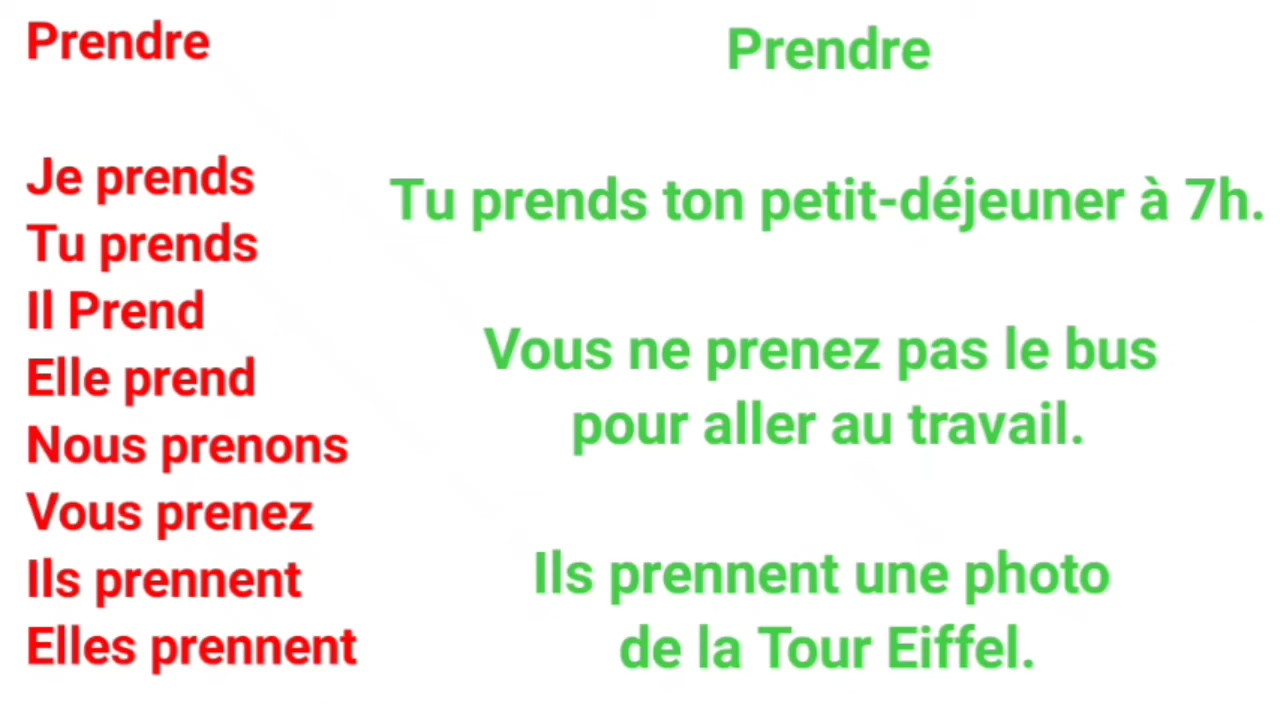 Prendre
Je prends
Tu prends
Il Prend
Elle prend
Nous prenons
Vous prenez
Ils prennent
Elles prennent
Prendre
Tu prends ton petit-déjeuner à 7h.
Vous ne prenez pas le bus
pour aller au travail.
Ils prennent une photo
de la Tour Eiffel.